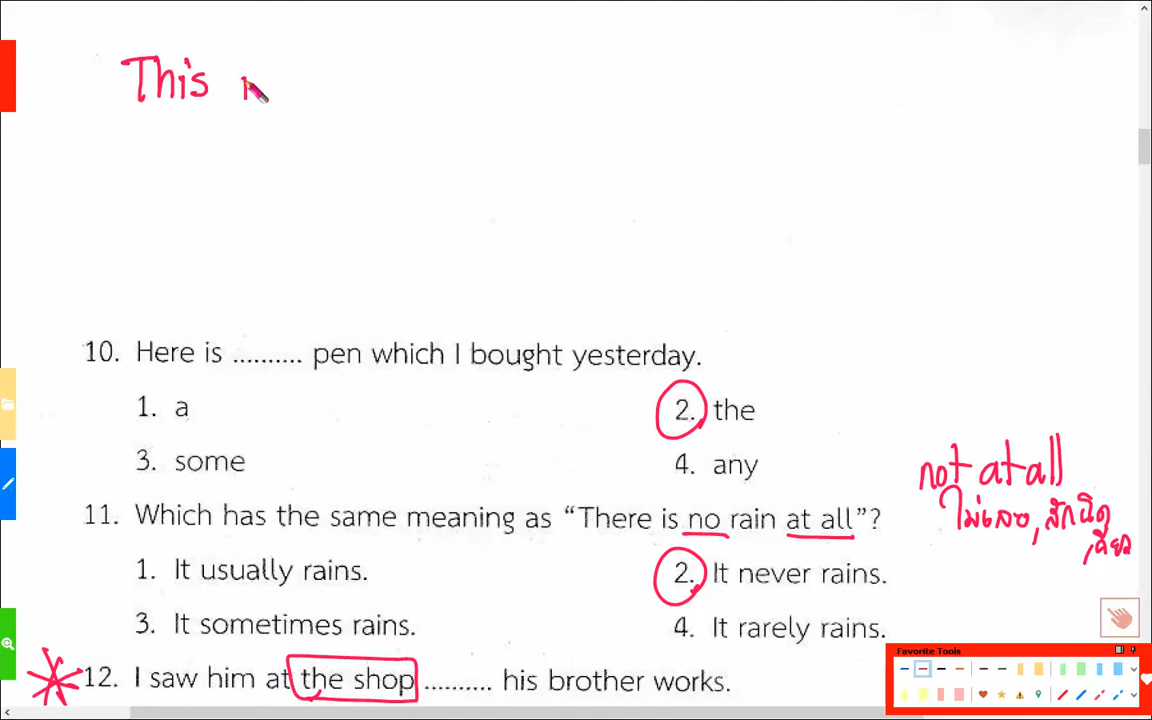 This
10. Here is .......... pen which I bought yesterday.
1. a
2. the
3. some
4. any
not at all
ไม่เลย, สักนิด
, เดียว
11. Which has the same meaning as “There is no rain at all”?
1. It usually rains.
2. It never rains.
3. It sometimes rains.
4. It rarely rains.
12. I saw him at the shop .......... his brother works.
Favorite Tools